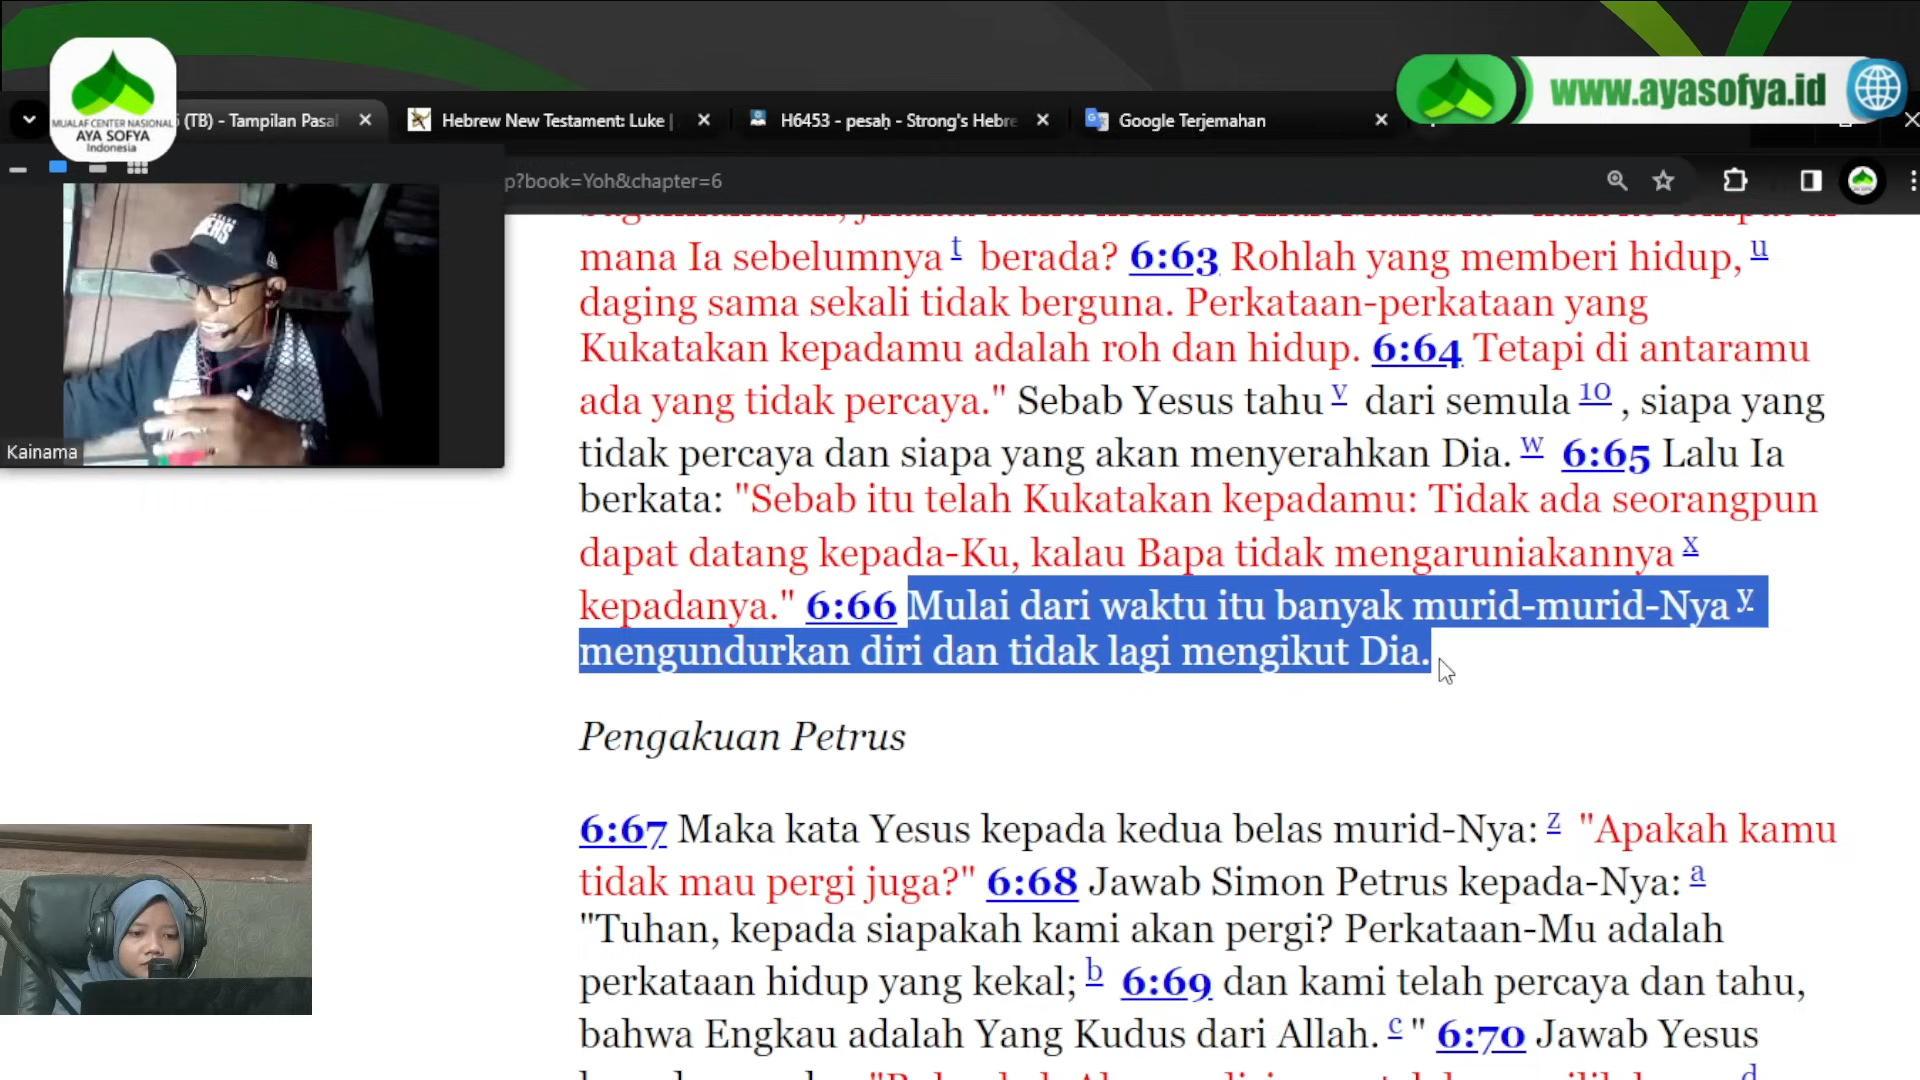 www.ayasofya.id
MUALAF CENTER NASIONAL
AYA SOFYA
Indonesia
(TB) - Tampilan Pasal
Hebrew New Testament: Luke |
H6453 - pesaḥ - Strong's Hebre
Google Terjemahan
p?book=Yoh&chapter=6
Kainama
mana Ia sebelumnya t berada? 6:63 Rohlah yang memberi hidup, u
daging sama sekali tidak berguna. Perkataan-perkataan yang
Kukatakan kepadamu adalah roh dan hidup. 6:64 Tetapi di antaramu
ada yang tidak percaya." Sebab Yesus tahu v dari semula 10 , siapa yang
tidak percaya dan siapa yang akan menyerahkan Dia. w 6:65 Lalu Ia
berkata: "Sebab itu telah Kukatakan kepadamu: Tidak ada seorangpun
dapat datang kepada-Ku, kalau Bapa tidak mengaruniakannya x
kepadanya." 6:66 Mulai dari waktu itu banyak murid-murid-Nya y
mengundurkan diri dan tidak lagi mengikut Dia.
Pengakuan Petrus
6:67 Maka kata Yesus kepada kedua belas murid-Nya: z "Apakah kamu
tidak mau pergi juga?" 6:68 Jawab Simon Petrus kepada-Nya: a
"Tuhan, kepada siapakah kami akan pergi? Perkataan-Mu adalah
perkataan hidup yang kekal; b 6:69 dan kami telah percaya dan tahu,
bahwa Engkau adalah Yang Kudus dari Allah. c " 6:70 Jawab Yesus